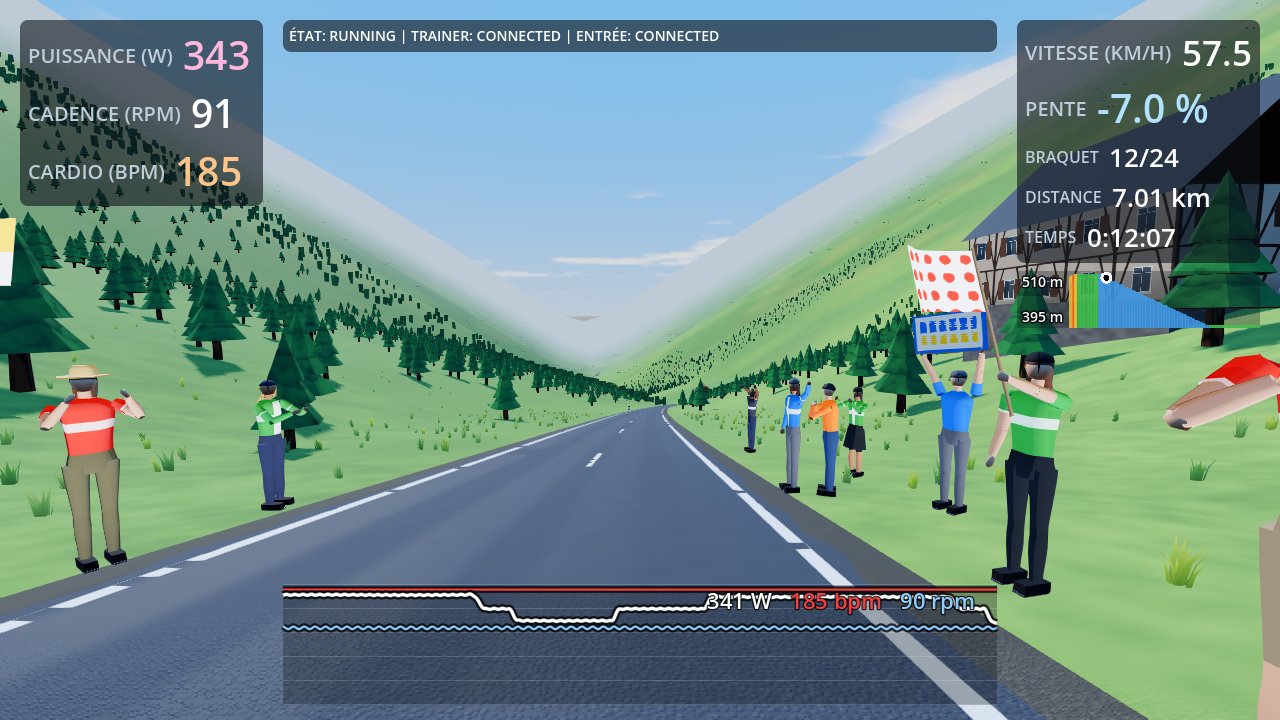 PUISSANCE (W) 343
CADENCE (RPM) 91
CARDIO (BPM) 185
ÉTAT: RUNNING | TRAINER: CONNECTED | ENTRÉE: CONNECTED
VITESSE (KM/H) 57.5
PENTE -7.0 %
BRAQUET 12/24
DISTANCE 7.01 km
TEMPS 0:12:07
510 m
395 m
341 W 185 bpm 90 rpm